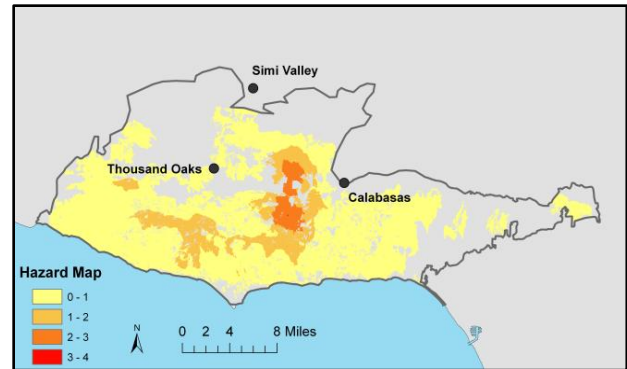 Simi Valley
Thousand Oaks
Calabasas
Hazard Map
0 - 1
1 - 2
2 - 3
3 - 4
N
0 2 4 8 Miles